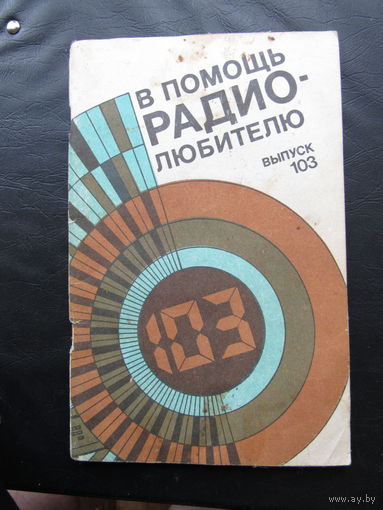 В ПОМОЩЬ
РАДИО-
ЛЮБИТЕЛЮ
ВЫПУСК
103
103
www.ay.by